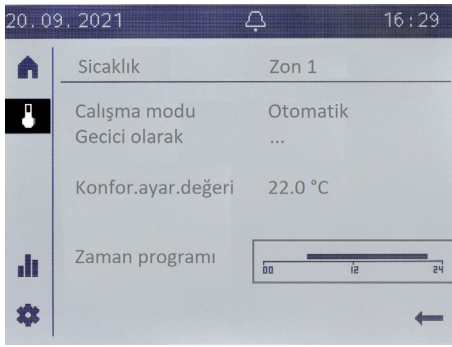 20.09.2021 16:29
Sicaklık Zon 1
Calışma modu Otomatik
Gecici olarak ...
Konfor.ayar.değeri 22.0 °C
Zaman programı
00 12 24